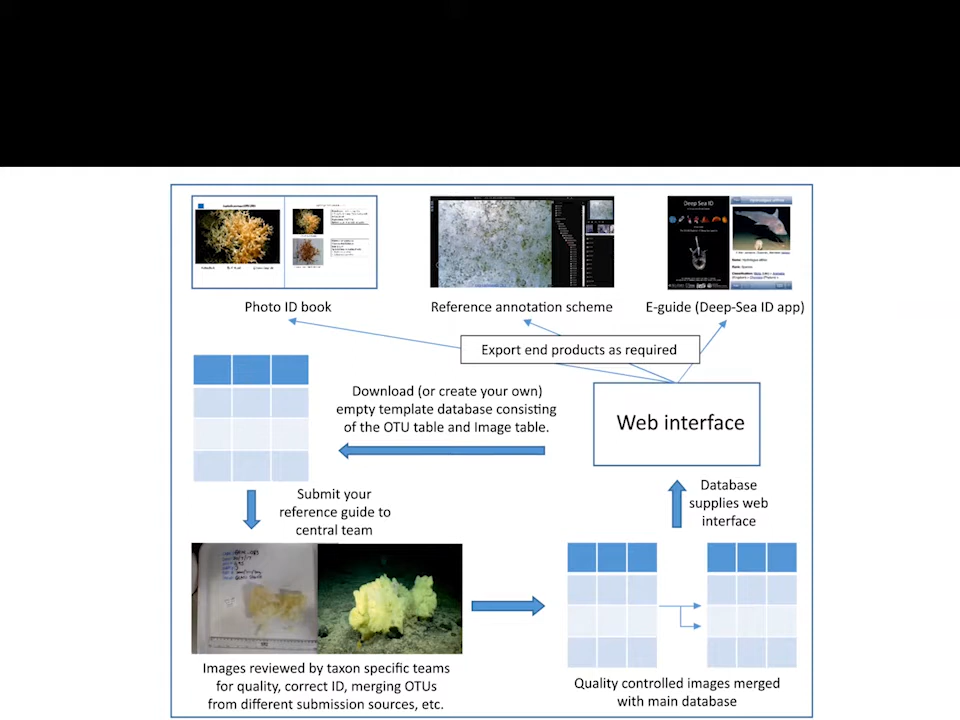 Photo ID book
Reference annotation scheme
Deep Sea ID
E-guide (Deep-Sea ID app)
Export end products as required
Download (or create your own)
empty template database consisting
of the OTU table and Image table.
Web interface
Submit your
reference guide to
central team
Database
supplies web
interface
Images reviewed by taxon specific teams
for quality, correct ID, merging OTUs
from different submission sources, etc.
Quality controlled images merged
with main database